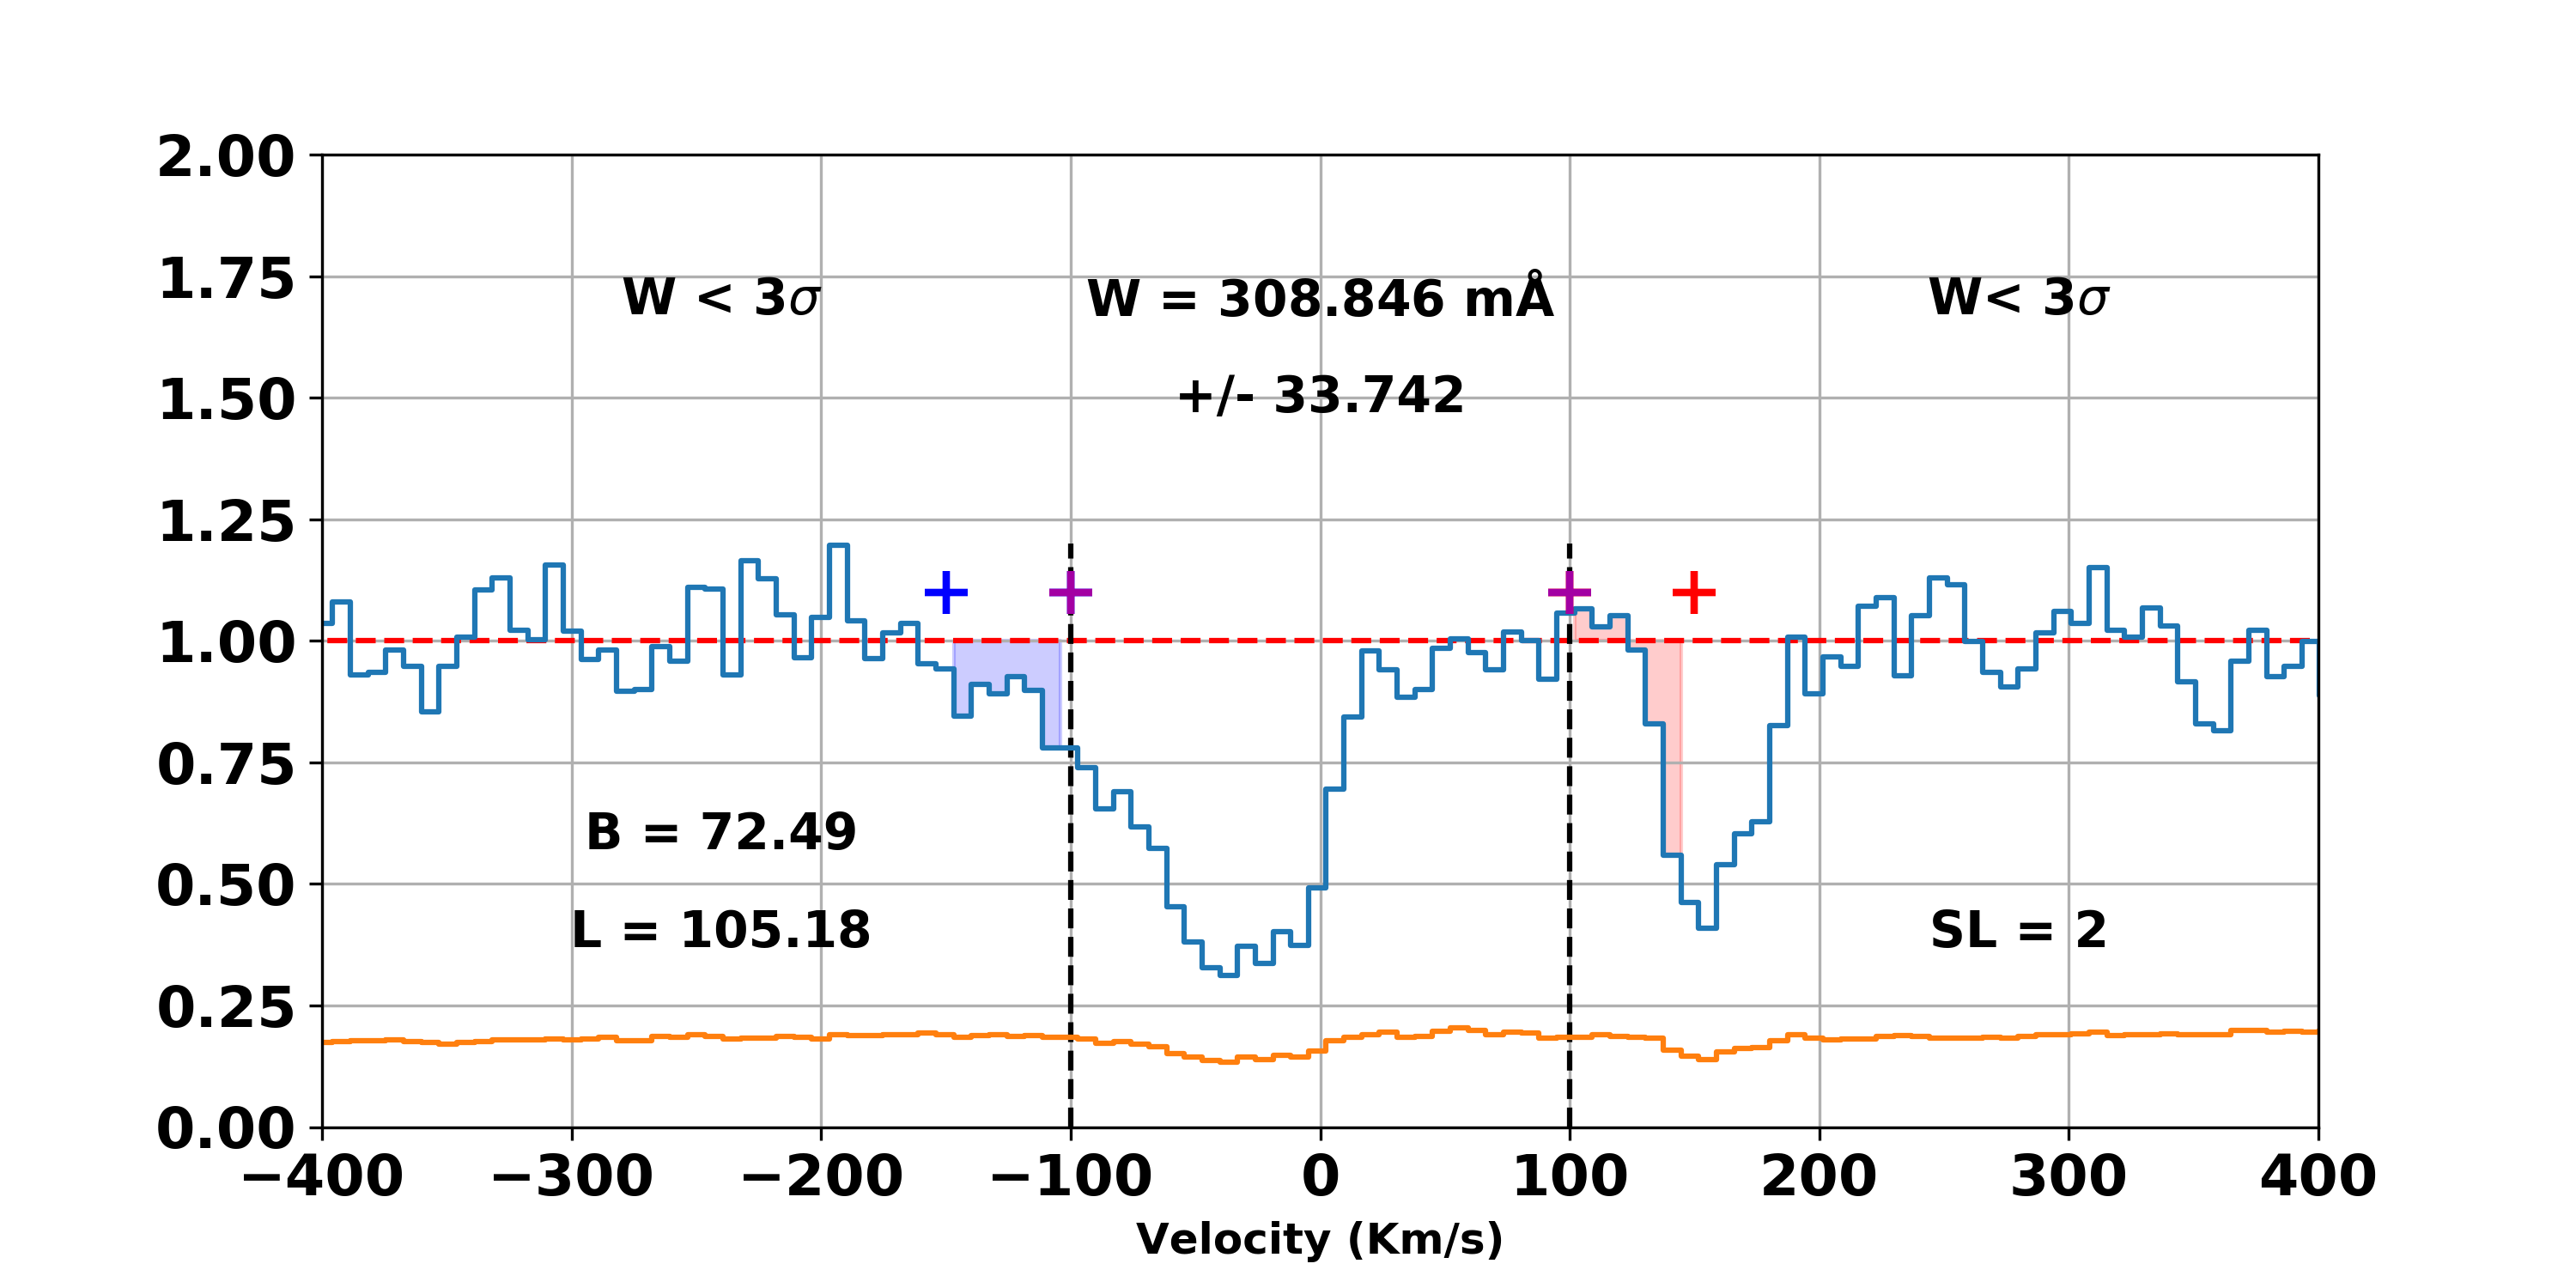 2.00
1.75
1.50
1.25
1.00
0.75
0.50
0.25
0.00
W < 3σ
W = 308.846 mÅ
+/- 33.742
W< 3σ
B = 72.49
L = 105.18
SL = 2
−400 −300 −200 −100 0 100 200 300 400
Velocity (Km/s)